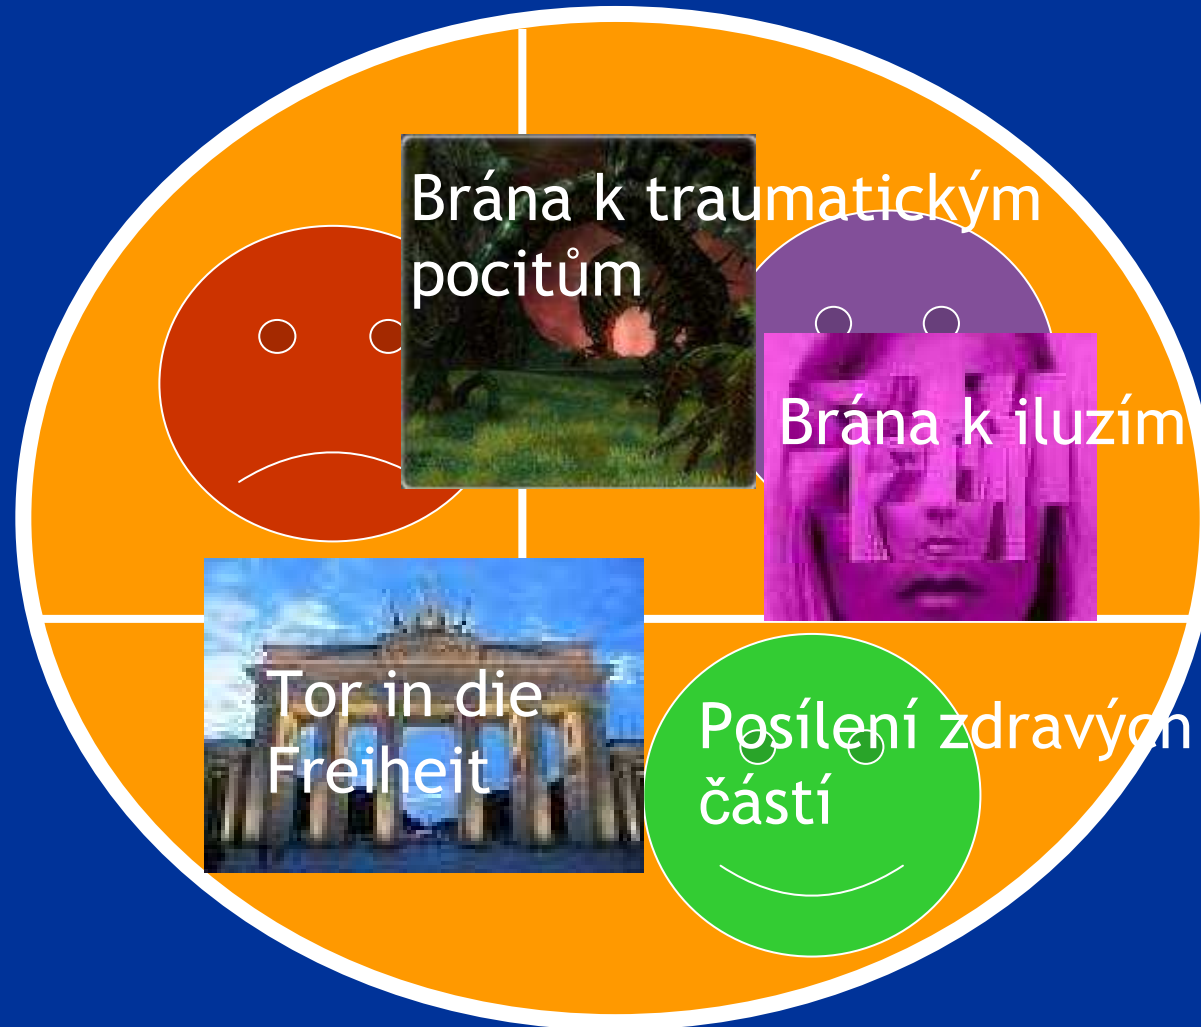 Brána k traumatickým
pocitům
Brána k iluzím
Tor in die
Freiheit
Posílení zdravých
částí